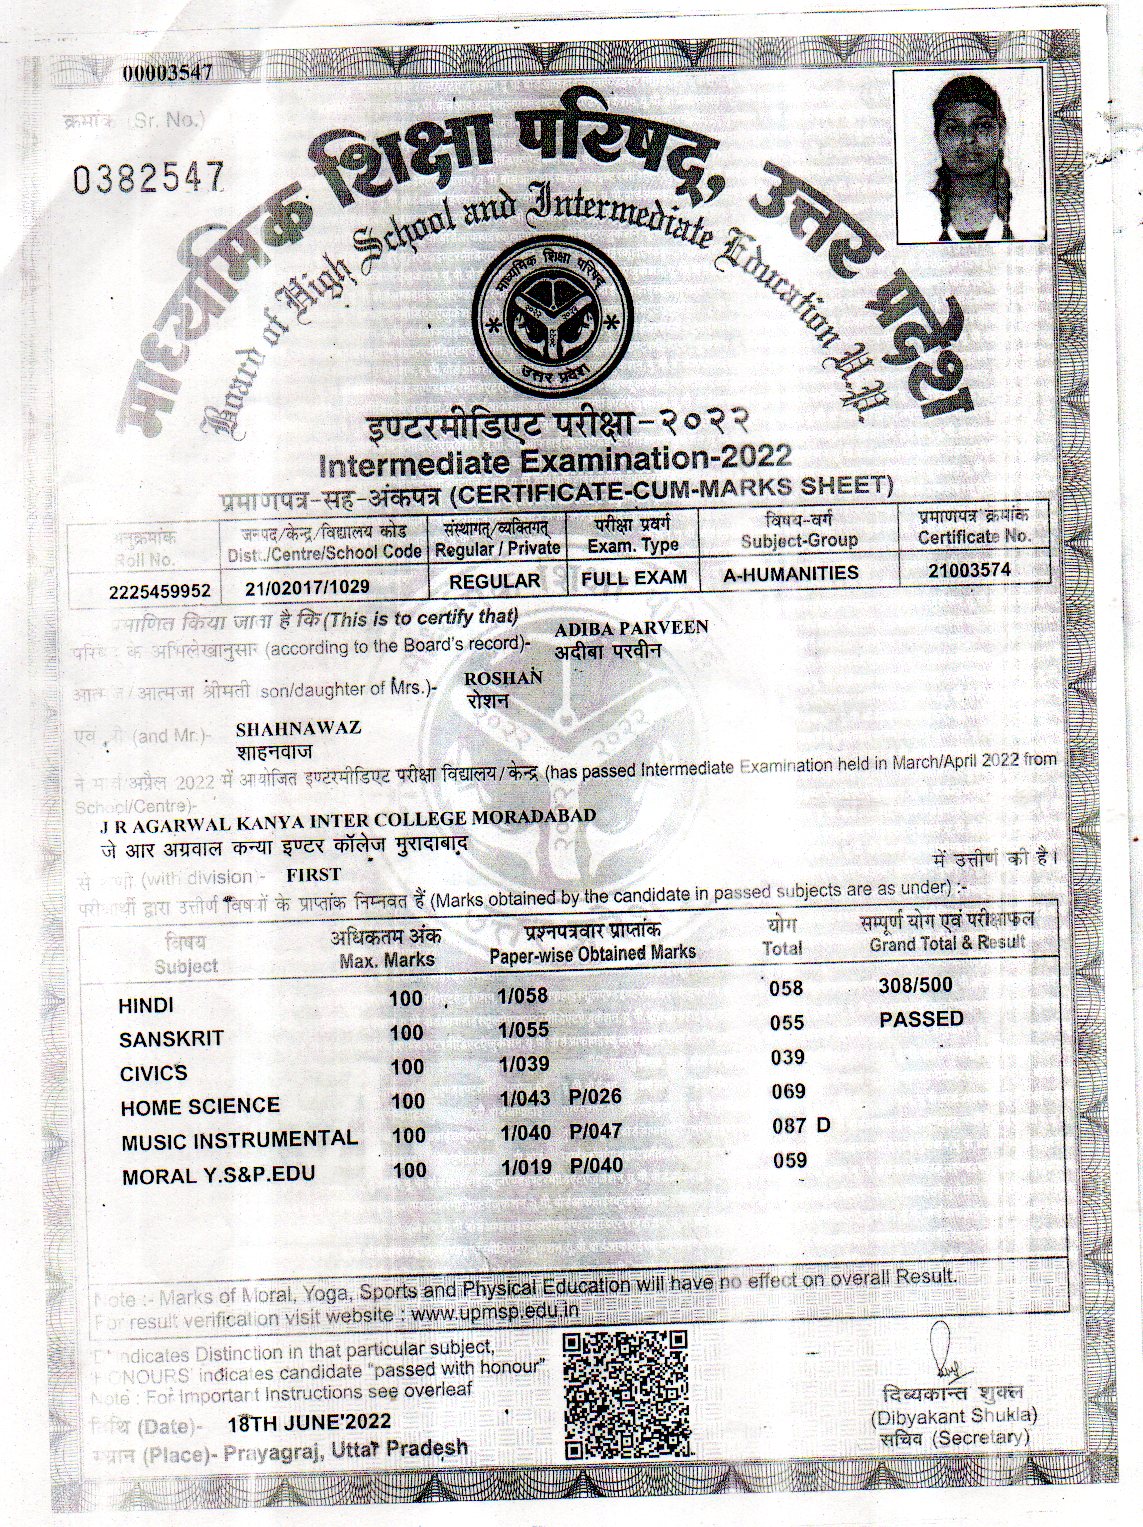 00003547
क्रमांक (Sr. No.)
0382547
माध्यमिक शिक्षा परिषद्, उत्तर प्रदेश
Board of High School and Intermediate Education U.P.
माध्यमिक शिक्षा परिषद्
उत्तर प्रदेश
इण्टरमीडिएट परीक्षा-२०२२
Intermediate Examination-2022
प्रमाणपत्र-सह-अंकपत्र (CERTIFICATE-CUM-MARKS SHEET)
अनुक्रमांक जनपद/केन्द्र/विद्यालय कोड संस्थागत्/व्यक्तिगत् परीक्षा प्रवर्ग विषय-वर्ग प्रमाणपत्र क्रमांक
Roll No. Dist./Centre/School Code Regular / Private Exam. Type Subject-Group Certificate No.
2225459952 21/02017/1029 REGULAR FULL EXAM A-HUMANITIES 21003574
प्रमाणित किया जाता है कि (This is to certify that) ADIBA PARVEEN
परिषद के अभिलेखानुसार (according to the Board's record)- अदीबा परवीन
आत्मज/आत्मजा श्रीमती son/daughter of Mrs.)- ROSHAN
रोशन
एवं श्री (and Mr.)- SHAHNAWAZ
शाहनवाज
ने मार्च/अप्रैल 2022 में आयोजित इण्टरमीडिएट परीक्षा विद्यालय/केन्द्र (has passed Intermediate Examination held in March/April 2022 from
School/Centre)-
J R AGARWAL KANYA INTER COLLEGE MORADABAD
जे आर अग्रवाल कन्या इण्टर कॉलेज मुरादाबाद
से श्रेणी (with division - FIRST में उत्तीर्ण की है।
परीक्षार्थी द्वारा उत्तीर्ण विषयों के प्राप्तांक निम्नवत हैं (Marks obtained by the candidate in passed subjects are as under) :-
विषय अधिकतम अंक प्रश्नपत्रवार प्राप्तांक योग सम्पूर्ण योग एवं परीक्षाफल
Subject Max. Marks Paper-wise Obtained Marks Total Grand Total & Result
HINDI 100 1/058 058 308/500
SANSKRIT 100 1/055 055 PASSED
CIVICS 100 1/039 039
HOME SCIENCE 100 1/043 P/026 069
MUSIC INSTRUMENTAL 100 1/040 P/047 087 D
MORAL Y.S&P.EDU 100 1/019 P/040 059
Note :- Marks of Moral, Yoga, Sports and Physical Education will have no effect on overall Result.
For result verification visit website : www.upmsp.edu.in
'D' indicates Distinction in that particular subject,
'HONOURS' indicates candidate "passed with honour"
Note : For important Instructions see overleaf
तिथि (Date)- 18TH JUNE'2022
स्थान (Place)- Prayagraj, Uttar Pradesh
दिब्यकान्त शुक्ल
(Dibyakant Shukla)
सचिव (Secretary)